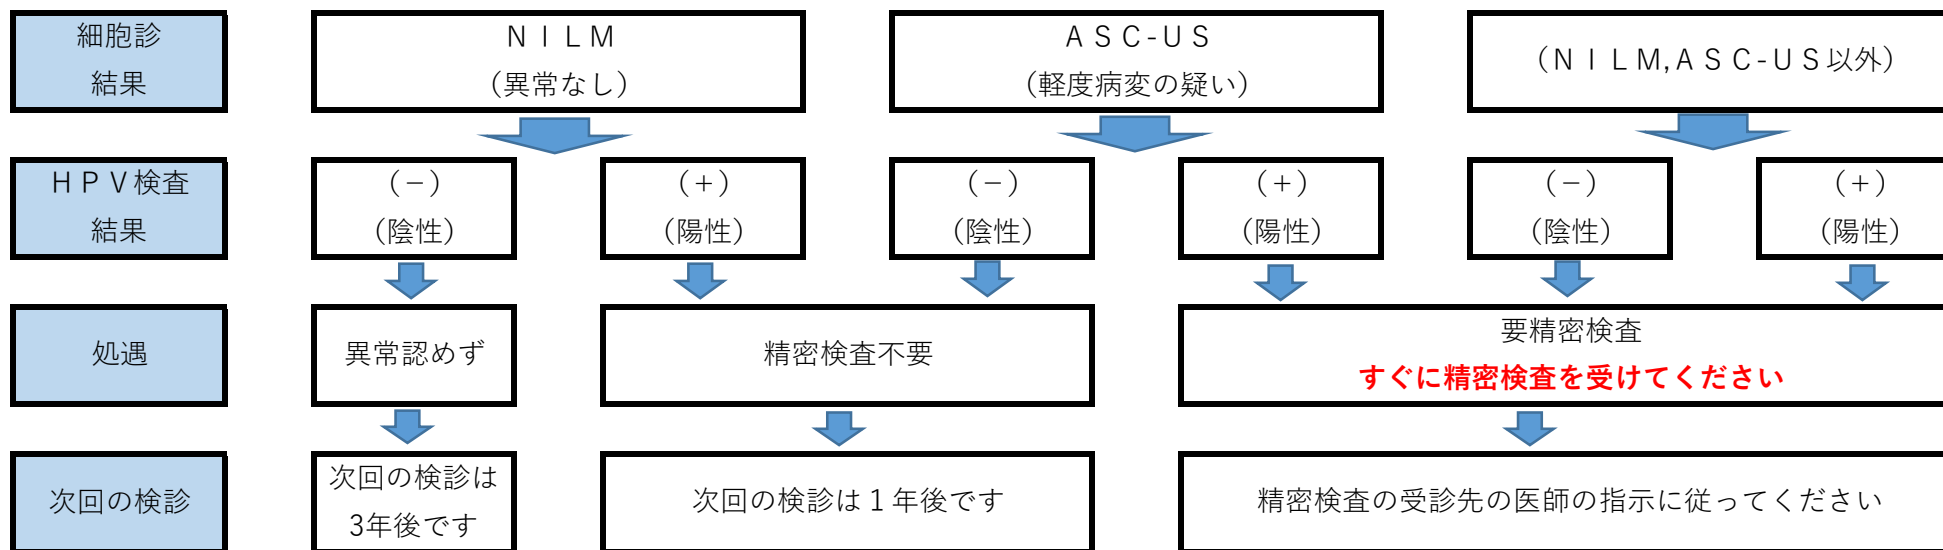 細胞診
結果
ＮＩＬＭ
（異常なし）
ＡＳＣ-ＵＳ
（軽度病変の疑い）
（ＮＩＬＭ,ＡＳＣ-ＵＳ以外）
ＨＰＶ検査
結果
（－）
（陰性）
（＋）
（陽性）
（－）
（陰性）
（＋）
（陽性）
（－）
（陰性）
（＋）
（陽性）
処遇
異常認めず
精密検査不要
要精密検査
すぐに精密検査を受けてください
次回の検診
次回の検診は
3年後です
次回の検診は１年後です
精密検査の受診先の医師の指示に従ってください